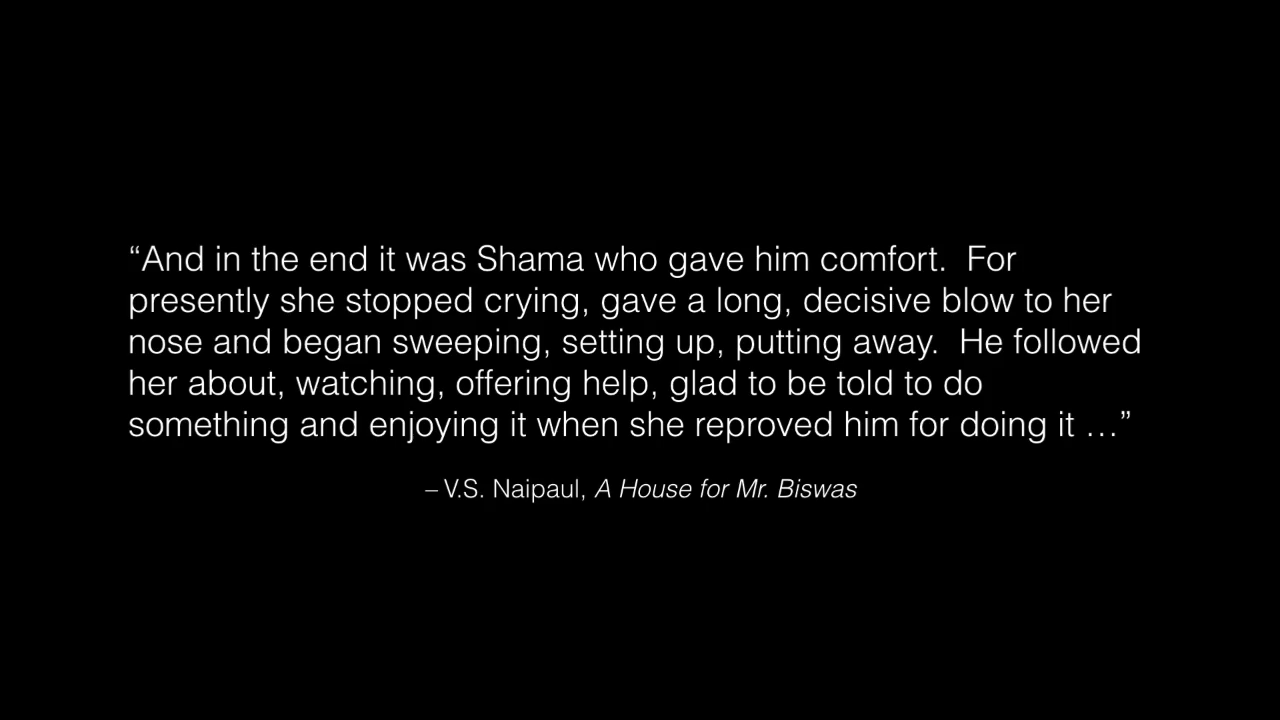 “And in the end it was Shama who gave him comfort.  For
presently she stopped crying, gave a long, decisive blow to her
nose and began sweeping, setting up, putting away.  He followed
her about, watching, offering help, glad to be told to do
something and enjoying it when she reproved him for doing it …”
– V.S. Naipaul, A House for Mr. Biswas